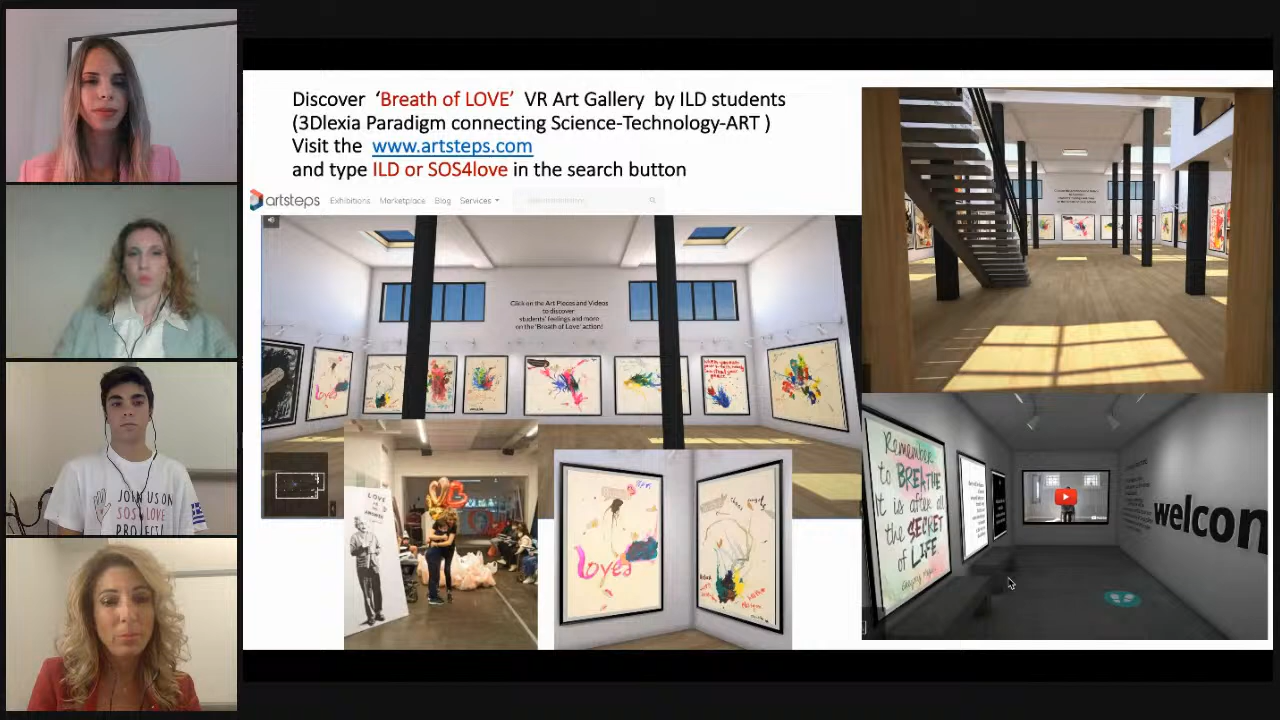 Discover ‘Breath of LOVE’ VR Art Gallery by ILD students
(3Dlexia Paradigm connecting Science-Technology-ART )
Visit the www.artsteps.com
and type ILD or SOS4love in the search button
artsteps Exhibitions Marketplace Blog Services
Click on the Art Pieces and Videos
to discover
students' feelings and more
on the 'Breath of Love' action!
loves
LOVE
loves
Remember
to BREATHE
It is after all
the SECRET
of LIFE
welcom
JOIN US ON
SOS4LOVE
PROJECT!